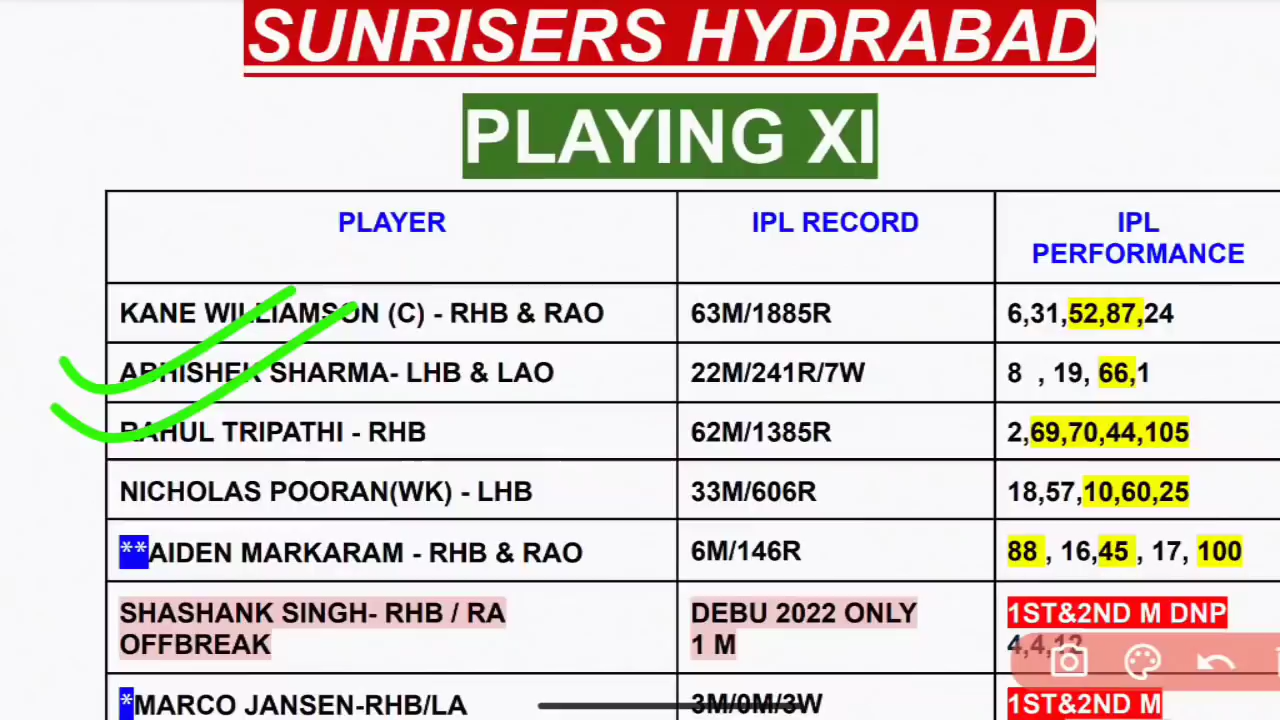 SUNRISERS HYDRABAD
PLAYING XI
PLAYER IPL RECORD IPL PERFORMANCE
KANE WILLIAMSON (C) - RHB & RAO 63M/1885R 6,31,52,87,24
ABHISHEK SHARMA- LHB & LAO 22M/241R/7W 8 , 19, 66,1
RAHUL TRIPATHI - RHB 62M/1385R 2,69,70,44,105
NICHOLAS POORAN(WK) - LHB 33M/606R 18,57,10,60,25
**AIDEN MARKARAM - RHB & RAO 6M/146R 88 , 16,45 , 17, 100
SHASHANK SINGH- RHB / RA DEBU 2022 ONLY 1ST&2ND M DNP
OFFBREAK 1 M 4,4,12
*MARCO JANSEN-RHB/LA 3M/0M/3W 1ST&2ND M